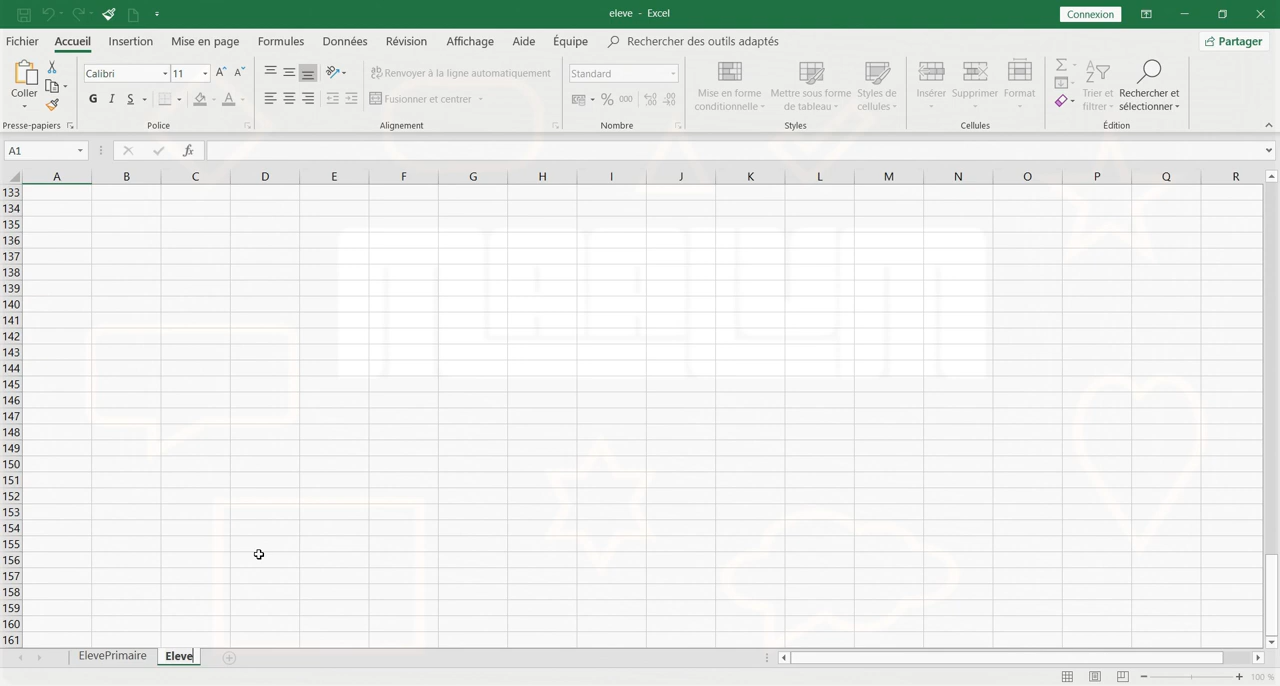 eleve - Excel
Connexion
Fichier Accueil Insertion Mise en page Formules Données Révision Affichage Aide Équipe Rechercher des outils adaptés Partager
Coller
Presse-papiers
Calibri 11
G I S
Police
Renvoyer à la ligne automatiquement
Fusionner et centrer
Alignement
Standard
% 000
Nombre
Mise en forme conditionnelle
Mettre sous forme de tableau
Styles de cellules
Styles
Insérer Supprimer Format
Cellules
Trier et filtrer
Rechercher et sélectionner
Édition
A1 fx
A B C D E F G H I J K L M N O P Q R
133
134
135
136
137
138
139
140
141
142
143
144
145
146
147
148
149
150
151
152
153
154
155
156
157
158
159
160
161
ElevePrimaire Eleve
100 %